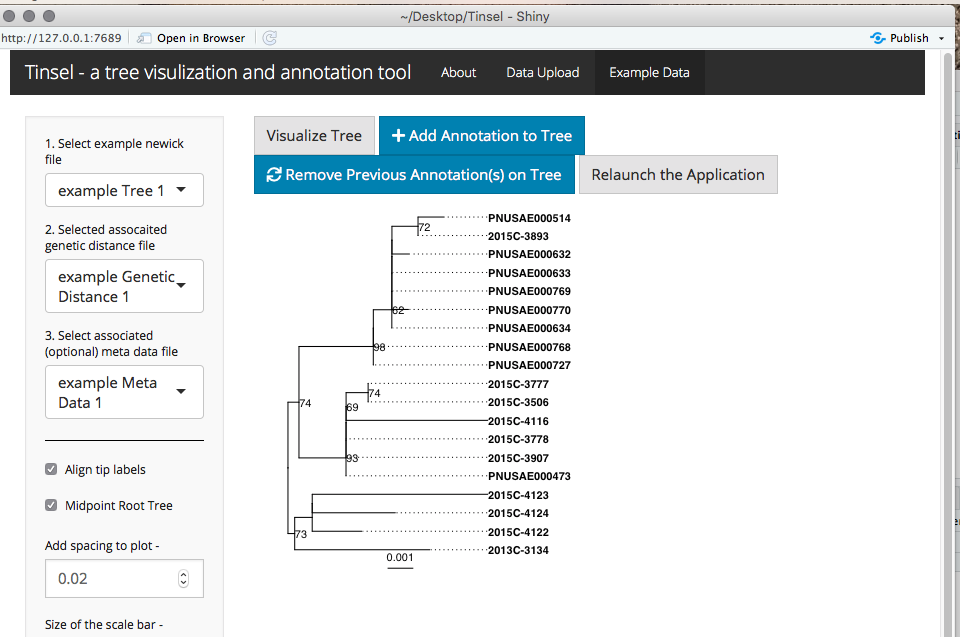 ~/Desktop/Tinsel - Shiny
http://127.0.0.1:7689 Open in Browser Publish
Tinsel - a tree visulization and annotation tool About Data Upload Example Data
1. Select example newick
file
example Tree 1
2. Selected assocaited
genetic distance file
example Genetic
Distance 1
3. Select associated
(optional) meta data file
example Meta
Data 1
Align tip labels
Midpoint Root Tree
Add spacing to plot -
0.02
Size of the scale bar -
Visualize Tree
Add Annotation to Tree
Remove Previous Annotation(s) on Tree
Relaunch the Application
PNUSAE000514
72
2015C-3893
PNUSAE000632
PNUSAE000633
PNUSAE000769
62
PNUSAE000770
PNUSAE000634
98
PNUSAE000768
PNUSAE000727
2015C-3777
74
2015C-3506
74
69
2015C-4116
2015C-3778
93
2015C-3907
PNUSAE000473
2015C-4123
2015C-4124
73
2015C-4122
2013C-3134
0.001